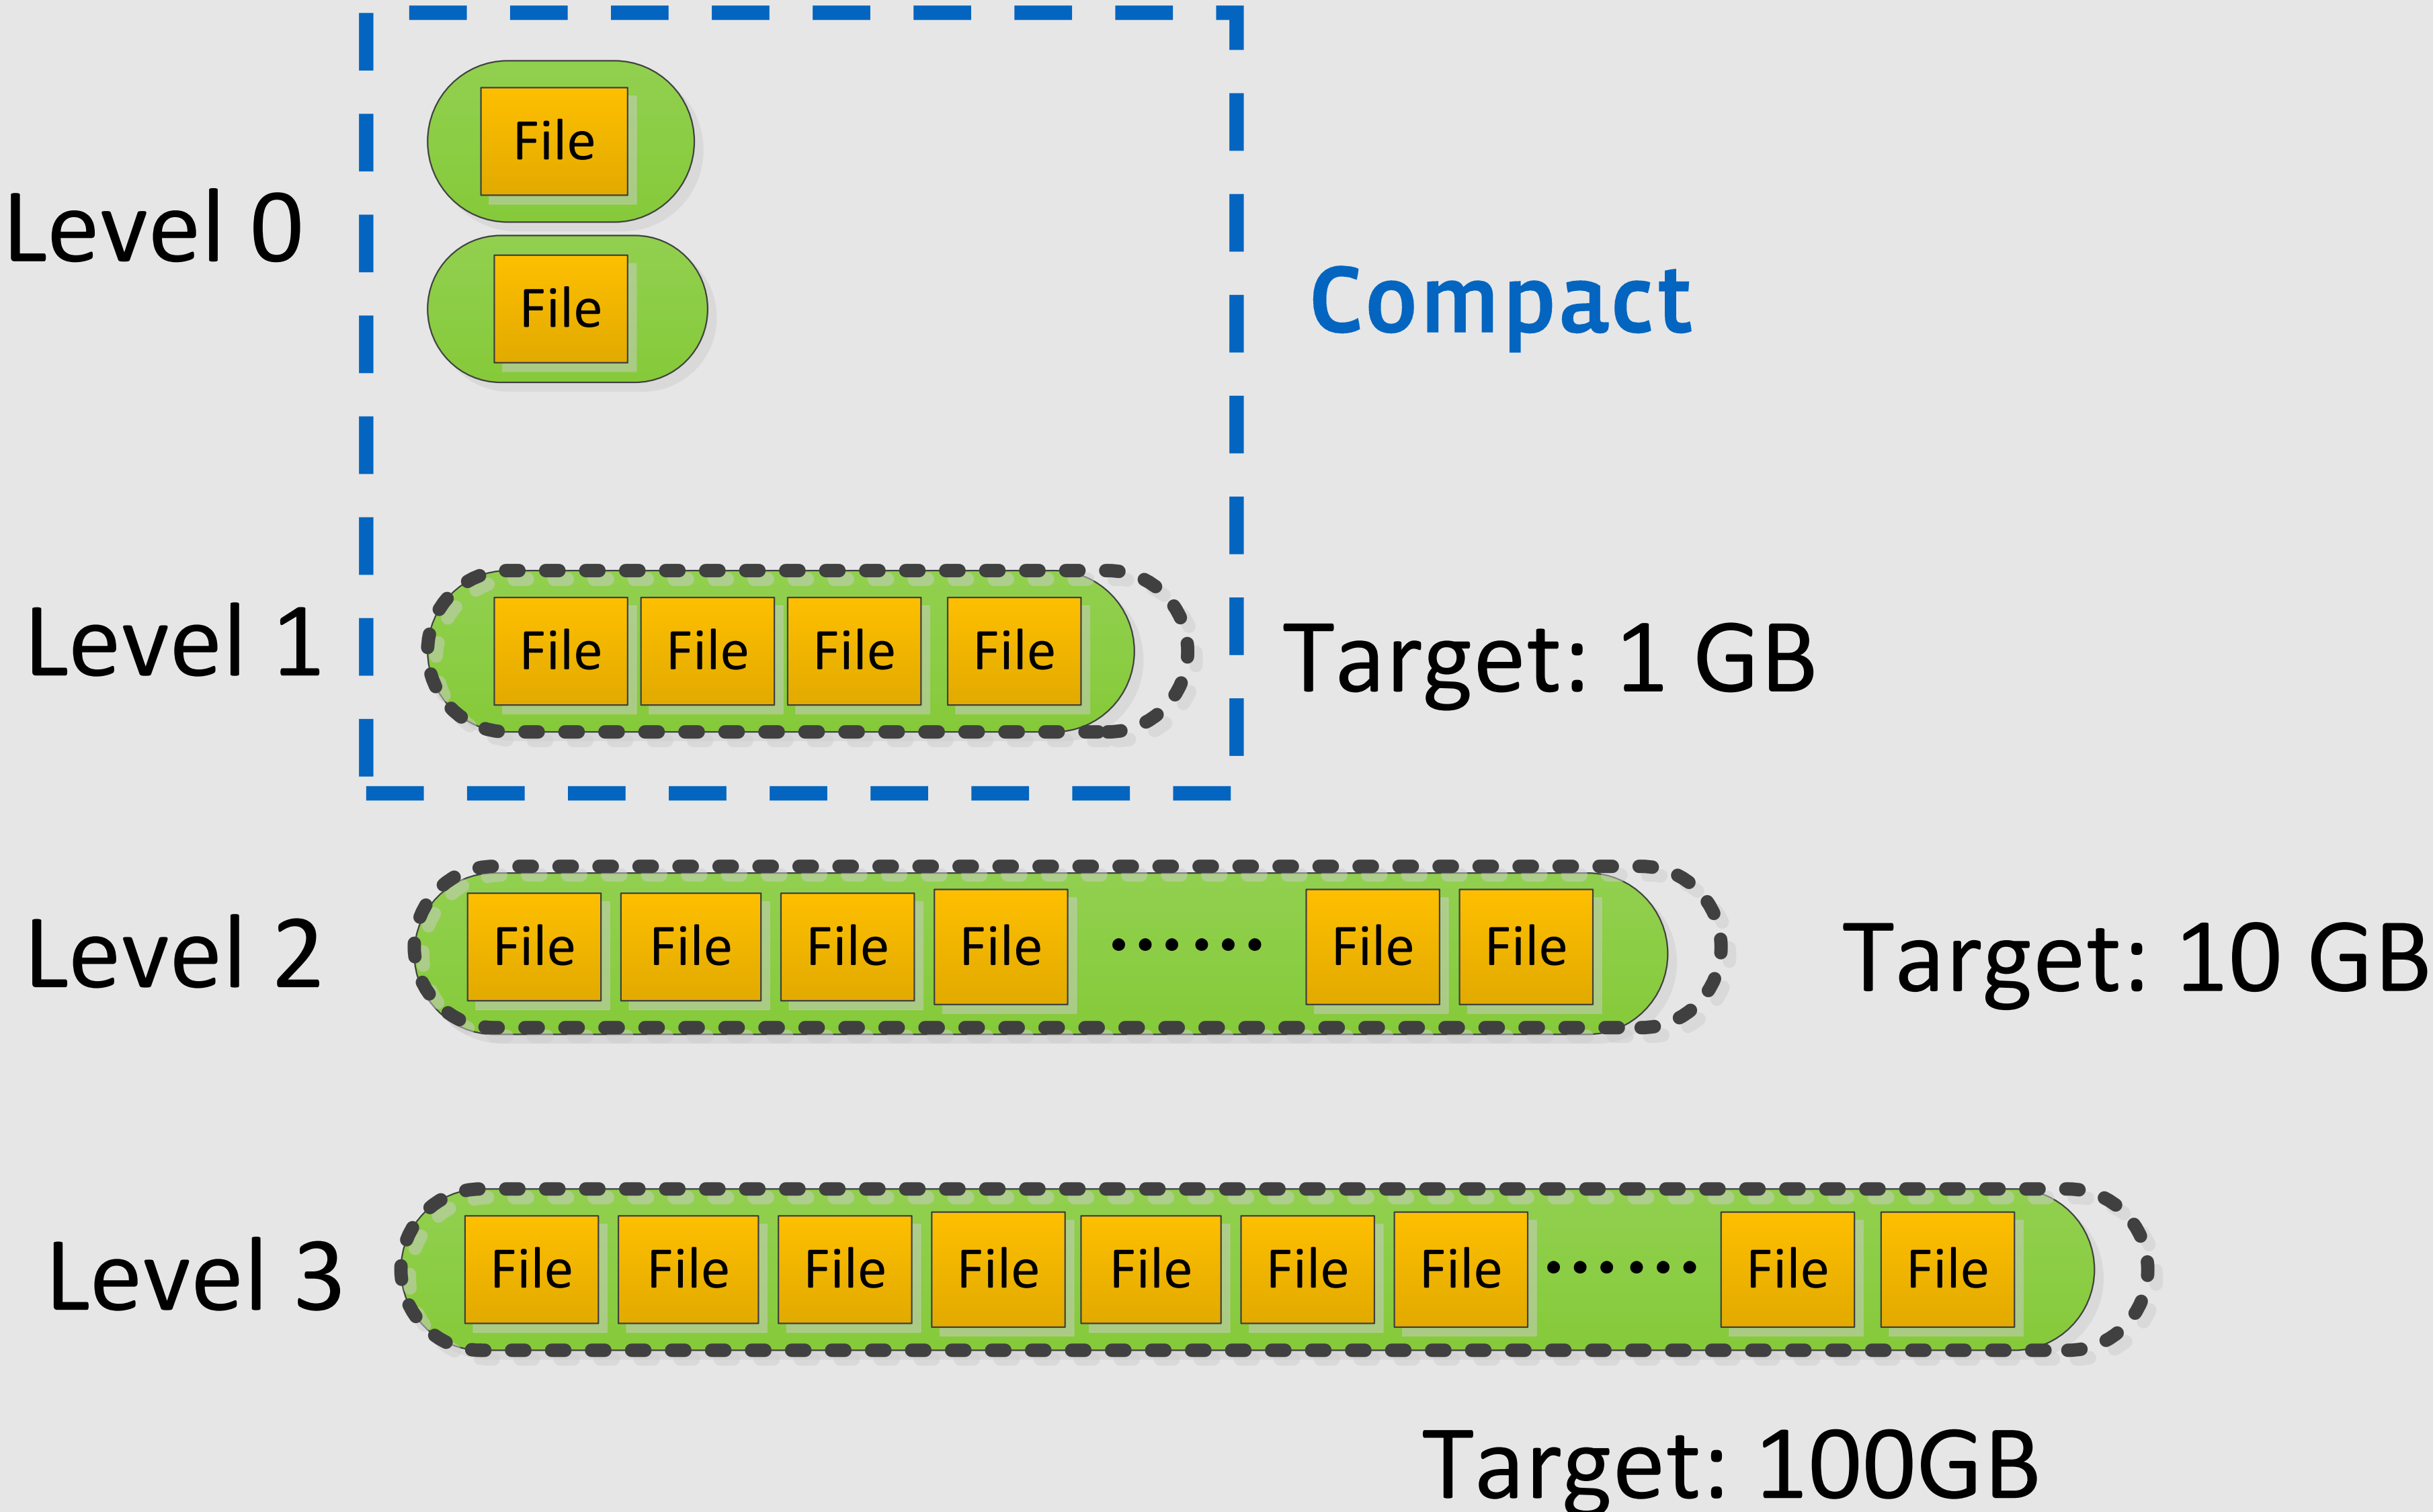 File
Level 0
File
Compact
Level 1
File File File File
Target: 1 GB
Level 2
File File File File ...... File File
Target: 10 GB
Level 3
File File File File File File File ....... File File
Target: 100GB